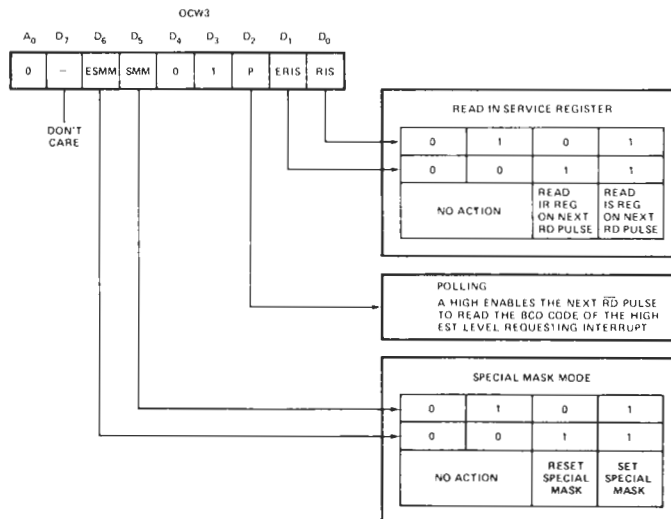 OCW3
A0 D7 D6 D5 D4 D3 D2 D1 D0
0 – ESMM SMM 0 1 P ERIS RIS
DON'T
CARE
READ IN SERVICE REGISTER
0 1 0 1
0 0 1 1
NO ACTION
READ
IR REG
ON NEXT
RD PULSE
READ
IS REG
ON NEXT
RD PULSE
POLLING
A HIGH ENABLES THE NEXT RD PULSE
TO READ THE BCD CODE OF THE HIGH
EST LEVEL REQUESTING INTERRUPT
SPECIAL MASK MODE
0 1 0 1
0 0 1 1
NO ACTION
RESET
SPECIAL
MASK
SET
SPECIAL
MASK